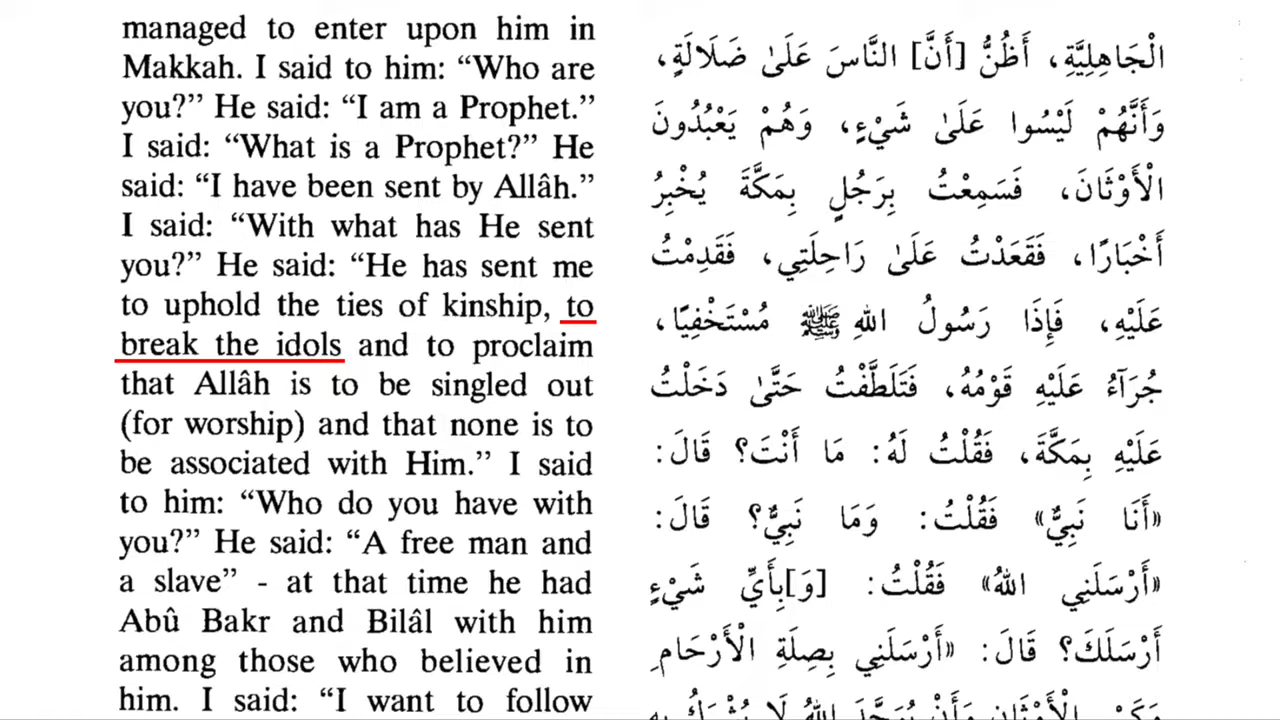 managed to enter upon him in
Makkah. I said to him: “Who are
you?” He said: “I am a Prophet.”
I said: “What is a Prophet?” He
said: “I have been sent by Allâh.”
I said: “With what has He sent
you?” He said: “He has sent me
to uphold the ties of kinship, to
break the idols and to proclaim
that Allâh is to be singled out
(for worship) and that none is to
be associated with Him.” I said
to him: “Who do you have with
you?” He said: “A free man and
a slave” - at that time he had
Abû Bakr and Bilâl with him
among those who believed in
him. I said: “I want to follow
الْجَاهِلِيَّةِ، أَظُنُّ [أَنَّ] النَّاسَ عَلَىٰ ضَلَالَةٍ،
وَأَنَّهُمْ لَيْسُوا عَلَىٰ شَيْءٍ، وَهُمْ يَعْبُدُونَ
الْأَوْثَانَ، فَسَمِعْتُ بِرَجُلٍ بِمَكَّةَ يُخْبِرُ
أَخْبَارًا، فَقَعَدْتُ عَلَىٰ رَاحِلَتِي، فَقَدِمْتُ
عَلَيْهِ، فَإِذَا رَسُولُ اللهِ ﷺ مُسْتَخْفِيًا،
جُرَآءُ عَلَيْهِ قَوْمُهُ، فَتَلَطَّفْتُ حَتَّىٰ دَخَلْتُ
عَلَيْهِ بِمَكَّةَ، فَقُلْتُ لَهُ: مَا أَنْتَ؟ قَالَ:
«أَنَا نَبِيٌّ» فَقُلْتُ: وَمَا نَبِيٌّ؟ قَالَ:
«أَرْسَلَنِي اللهُ» فَقُلْتُ: [وَ]بِأَيِّ شَيْءٍ
أَرْسَلَكَ؟ قَالَ: «أَرْسَلَنِي بِصِلَةِ الْأَرْحَامِ
الْأَوْثَانِ وَأَنْ يُوَحَّدَ اللهُ لَا يُشْرَكُ بِهِ